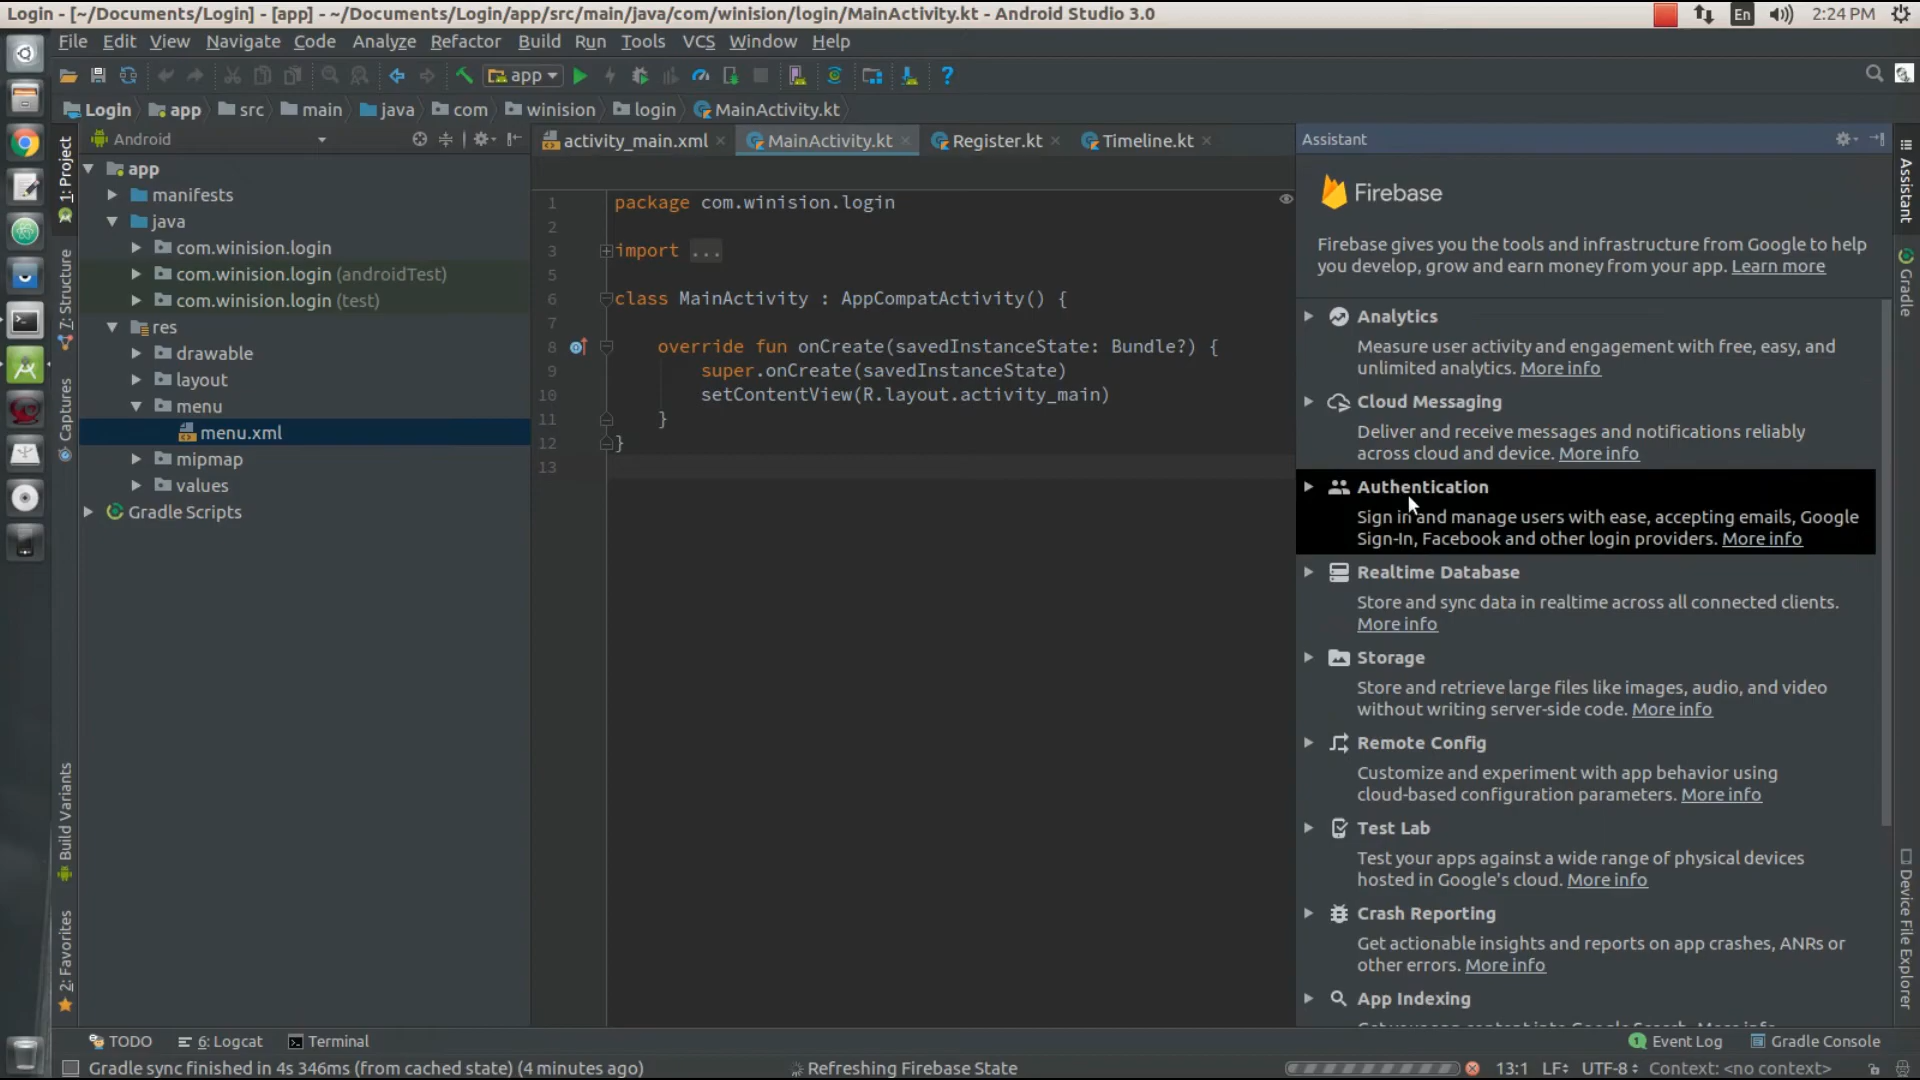 Login - [~/Documents/Login] - [app] - ~/Documents/Login/app/src/main/java/com/winision/login/MainActivity.kt - Android Studio 3.0
En
2:24 PM
File Edit View Navigate Code Analyze Refactor Build Run Tools VCS Window Help
app
Login app src main java com winision login MainActivity.kt
Android
activity_main.xml MainActivity.kt Register.kt Timeline.kt
Assistant
1: Project
7: Structure
Captures
Build Variants
2: Favorites
app
manifests
java
com.winision.login
com.winision.login (androidTest)
com.winision.login (test)
res
drawable
layout
menu
menu.xml
mipmap
values
Gradle Scripts
1 package com.winision.login
2
3 import ...
5
6 class MainActivity : AppCompatActivity() {
7
8 override fun onCreate(savedInstanceState: Bundle?) {
9 super.onCreate(savedInstanceState)
10 setContentView(R.layout.activity_main)
11 }
12 }
13
Firebase
Firebase gives you the tools and infrastructure from Google to help
you develop, grow and earn money from your app. Learn more
Analytics
Measure user activity and engagement with free, easy, and
unlimited analytics. More info
Cloud Messaging
Deliver and receive messages and notifications reliably
across cloud and device. More info
Authentication
Sign in and manage users with ease, accepting emails, Google
Sign-In, Facebook and other login providers. More info
Realtime Database
Store and sync data in realtime across all connected clients.
More info
Storage
Store and retrieve large files like images, audio, and video
without writing server-side code. More info
Remote Config
Customize and experiment with app behavior using
cloud-based configuration parameters. More info
Test Lab
Test your apps against a wide range of physical devices
hosted in Google's cloud. More info
Crash Reporting
Get actionable insights and reports on app crashes, ANRs or
other errors. More info
App Indexing
Assistant
Gradle
Device File Explorer
TODO 6: Logcat Terminal
1 Event Log Gradle Console
Gradle sync finished in 4s 346ms (from cached state) (4 minutes ago)
Refreshing Firebase State
13:1 LF÷ UTF-8÷ Context: <no context>